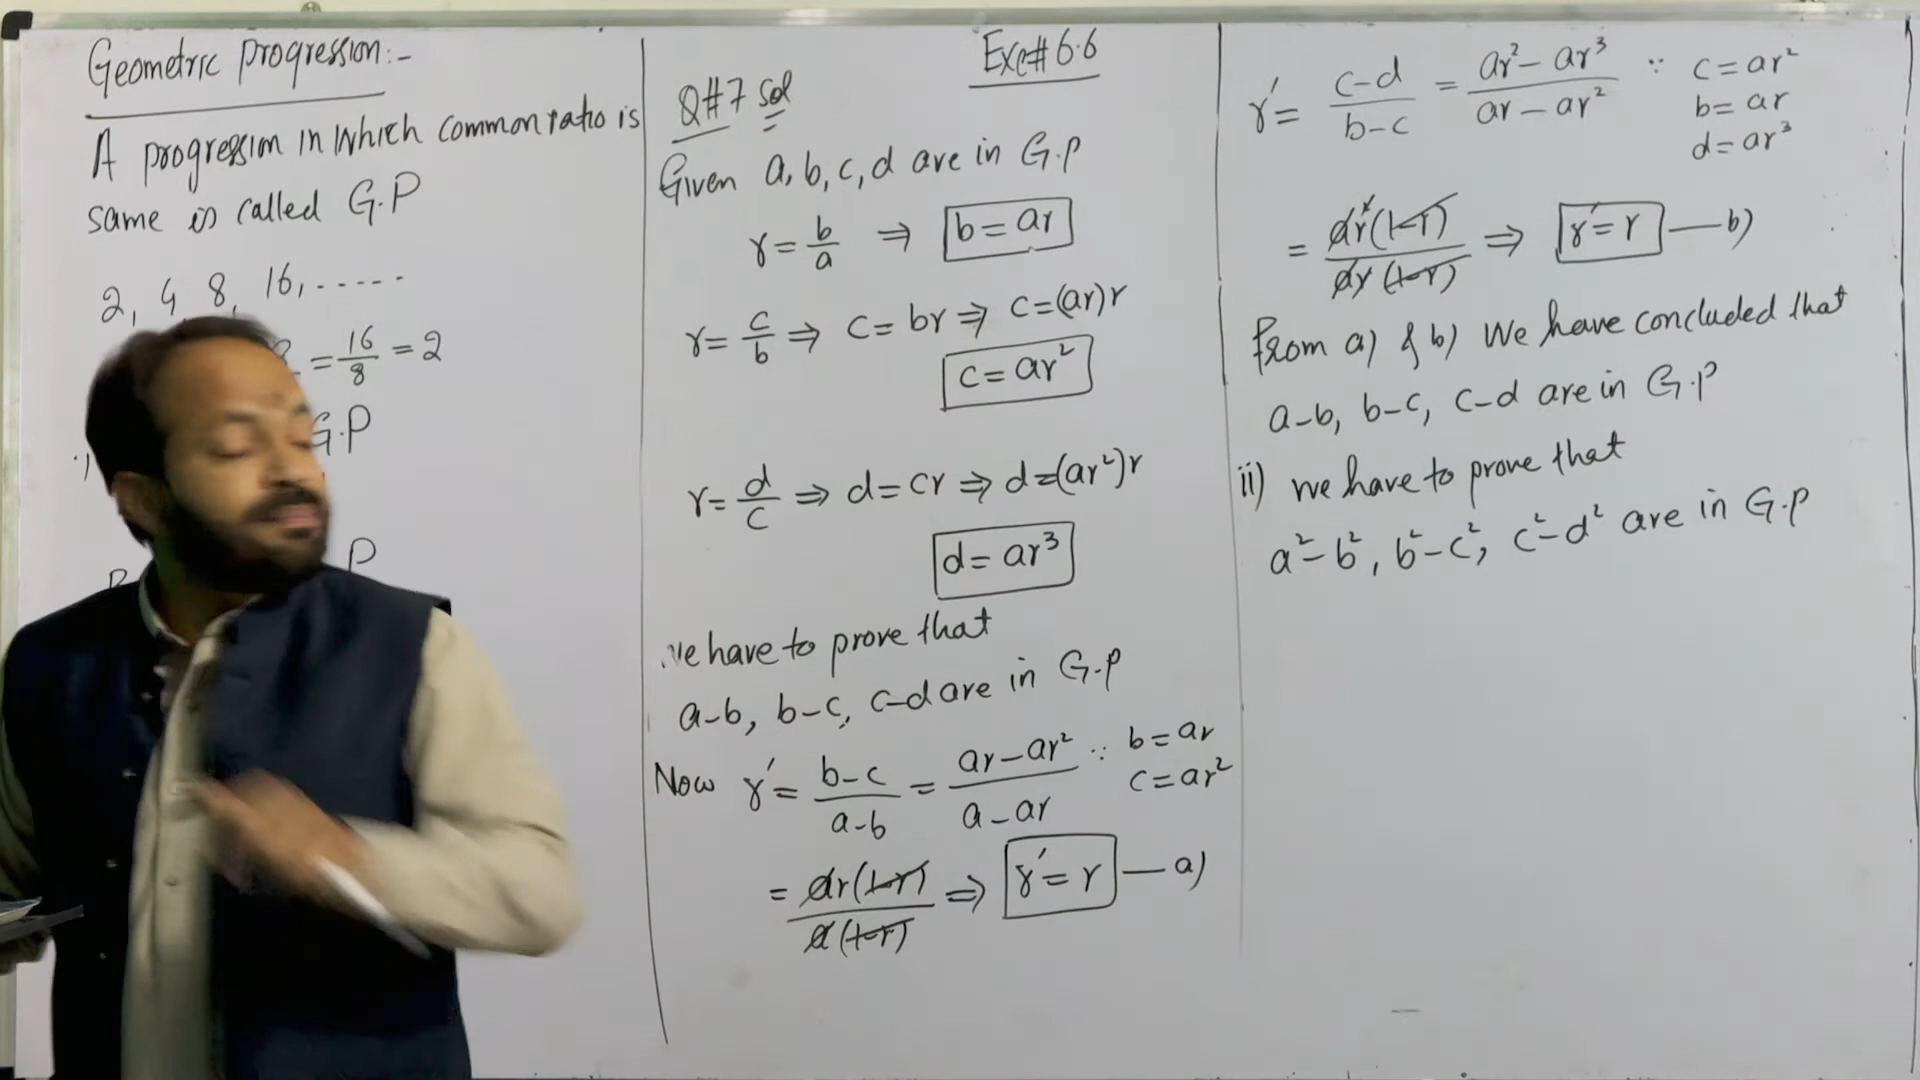 Geometric Progression:-
A progression in which common ratio is
same is called G.P
2, 4, 8, 16, .....
= 16/8 = 2
G.P
P
Exc# 6.6
Q#7 Sol
Given a, b, c, d are in G.P
r = b/a ⇒ b = ar
r = c/b ⇒ c = br ⇒ c = (ar)r
c = ar²
r = d/c ⇒ d = cr ⇒ d = (ar²)r
d = ar³
we have to prove that
a-b, b-c, c-d are in G.P
Now r' = b-c/a-b = ar-ar²/a-ar ∵ b = ar
c = ar²
= ar(1-r)/a(1-r) ⇒ r' = r — a)
r' = c-d/b-c = ar²-ar³/ar-ar² ∵ c = ar²
b = ar
d = ar³
= ar²(1-r)/ar(1-r) ⇒ r' = r — b)
From a) & b) We have concluded that
a-b, b-c, c-d are in G.P
ii) we have to prove that
a²-b², b²-c², c²-d² are in G.P